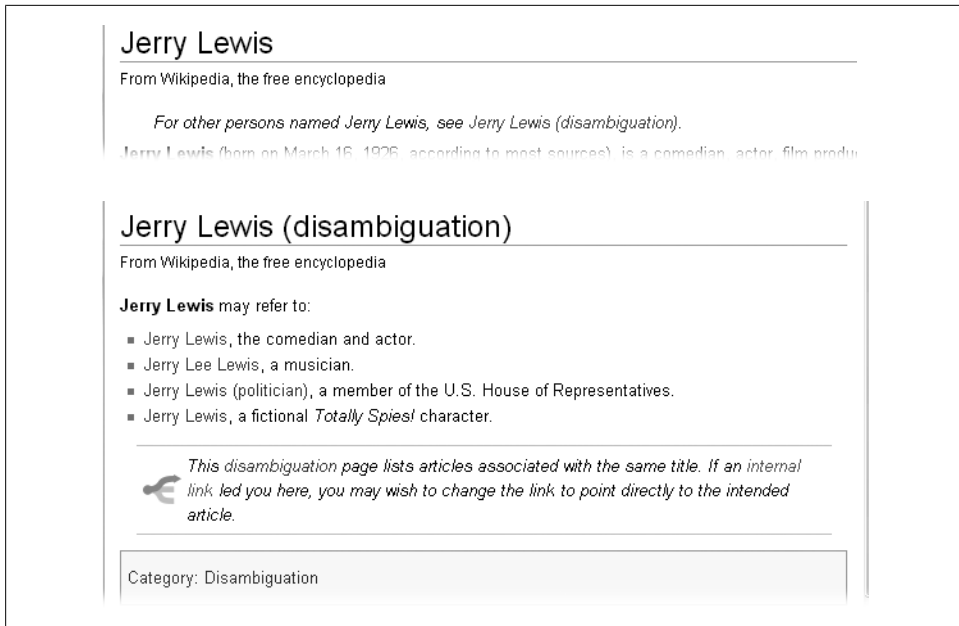 Jerry Lewis
From Wikipedia, the free encyclopedia
For other persons named Jerry Lewis, see Jerry Lewis (disambiguation).
Jerry Lewis (born on March 16, 1926, according to most sources), is a comedian, actor, film produ
Jerry Lewis (disambiguation)
From Wikipedia, the free encyclopedia
Jerry Lewis may refer to:
Jerry Lewis, the comedian and actor.
Jerry Lee Lewis, a musician.
Jerry Lewis (politician), a member of the U.S. House of Representatives.
Jerry Lewis, a fictional Totally Spies! character.
This disambiguation page lists articles associated with the same title. If an internal
link led you here, you may wish to change the link to point directly to the intended
article.
Category: Disambiguation